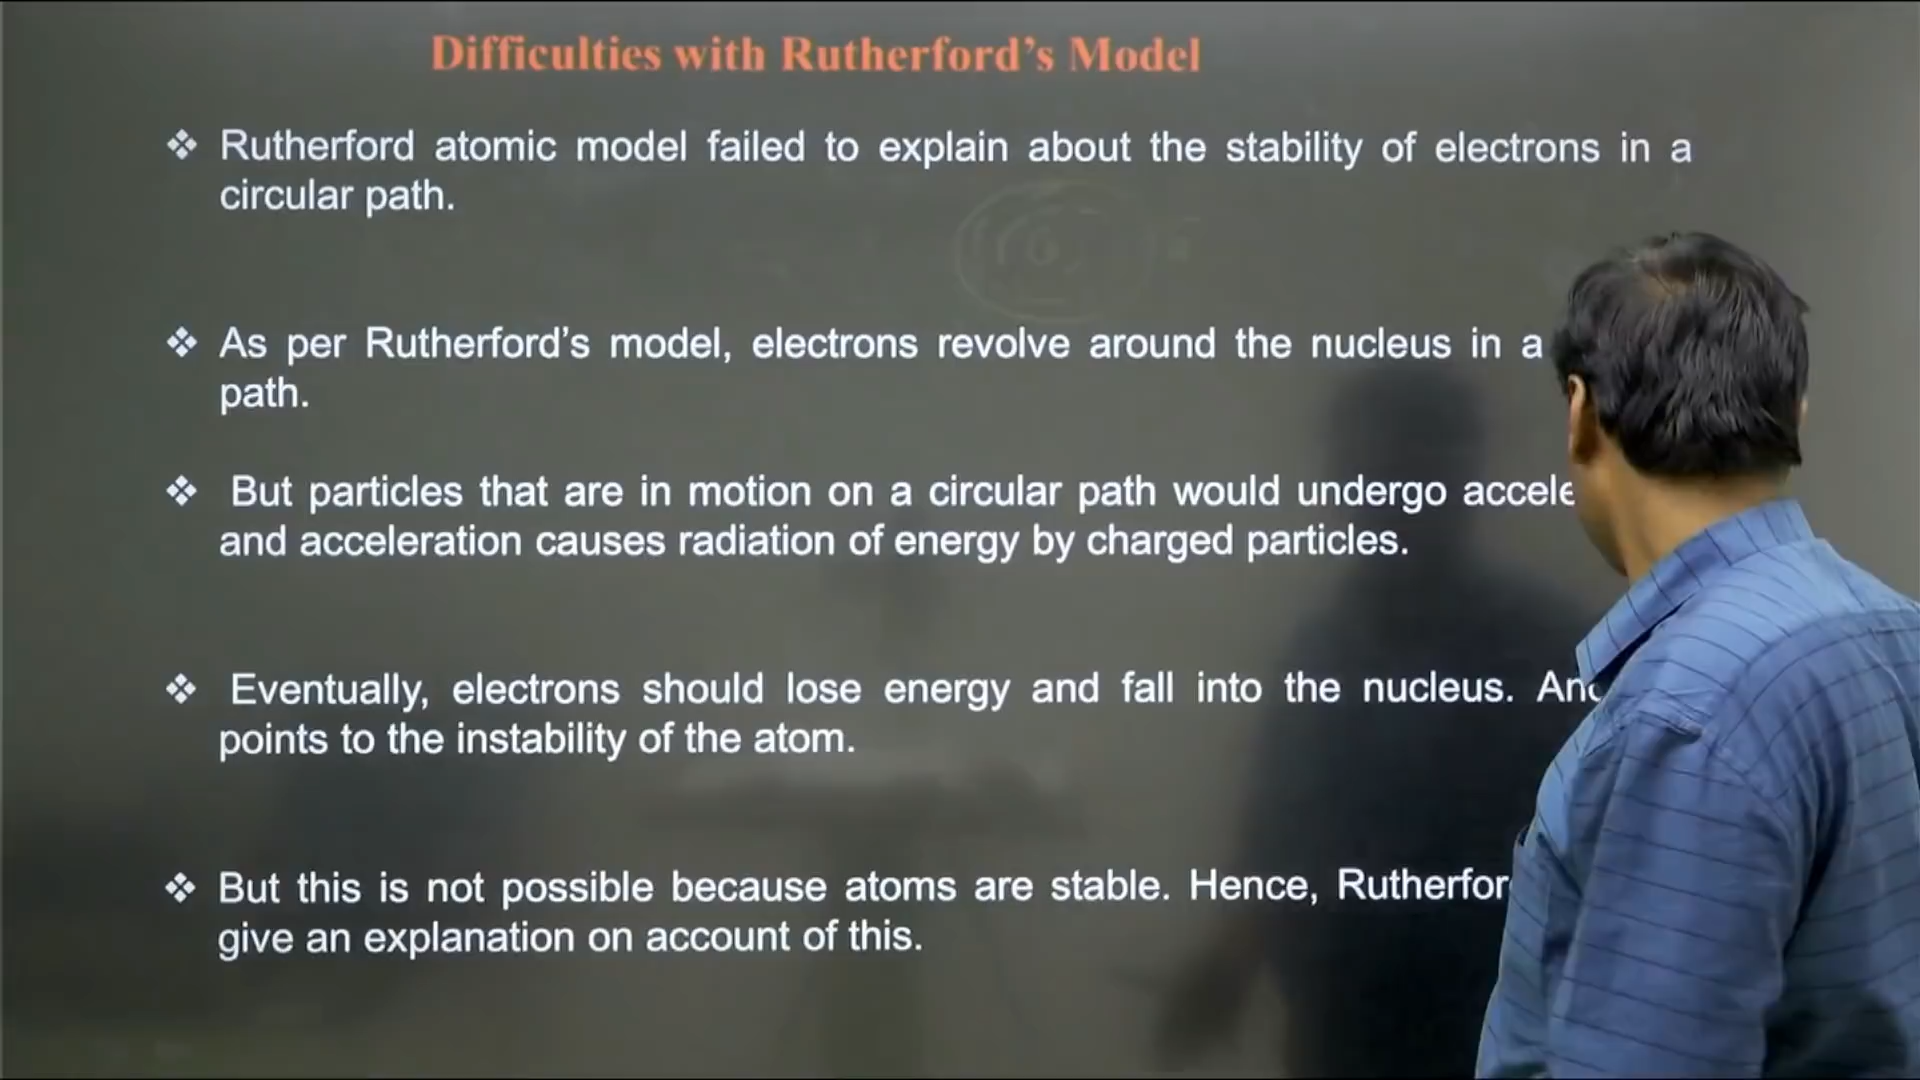 Difficulties with Rutherford's Model
❖ Rutherford atomic model failed to explain about the stability of electrons in a
circular path.
❖ As per Rutherford's model, electrons revolve around the nucleus in a
path.
❖ But particles that are in motion on a circular path would undergo
and acceleration causes radiation of energy by charged particles.
❖ Eventually, electrons should lose energy and fall into the nucleus.
points to the instability of the atom.
❖ But this is not possible because atoms are stable. Hence,
give an explanation on account of this.